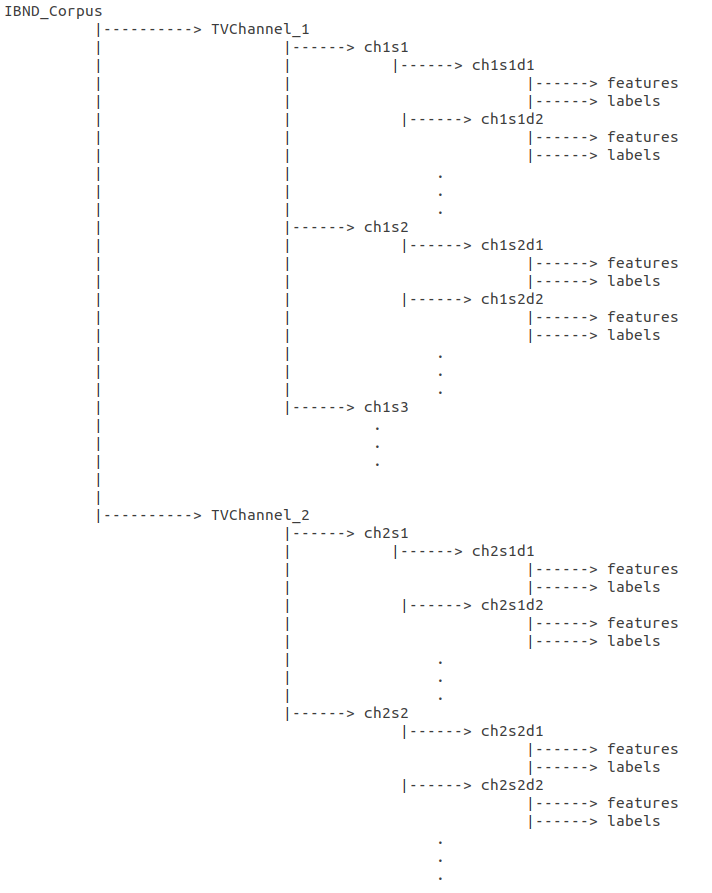 IBND_Corpus
|----------> TVChannel_1
| |------> ch1s1
| | |------> ch1s1d1
| | |------> features
| | |------> labels
| | |------> ch1s1d2
| | |------> features
| | |------> labels
| | .
| | .
| | .
| |------> ch1s2
| | |------> ch1s2d1
| | |------> features
| | |------> labels
| | |------> ch1s2d2
| | |------> features
| | |------> labels
| | .
| | .
| | .
| |------> ch1s3
| .
| .
| .
|
|
|----------> TVChannel_2
|------> ch2s1
| |------> ch2s1d1
| |------> features
| |------> labels
| |------> ch2s1d2
| |------> features
| |------> labels
| .
| .
| .
|------> ch2s2
|------> ch2s2d1
|------> features
|------> labels
|------> ch2s2d2
|------> features
|------> labels
.
.
.